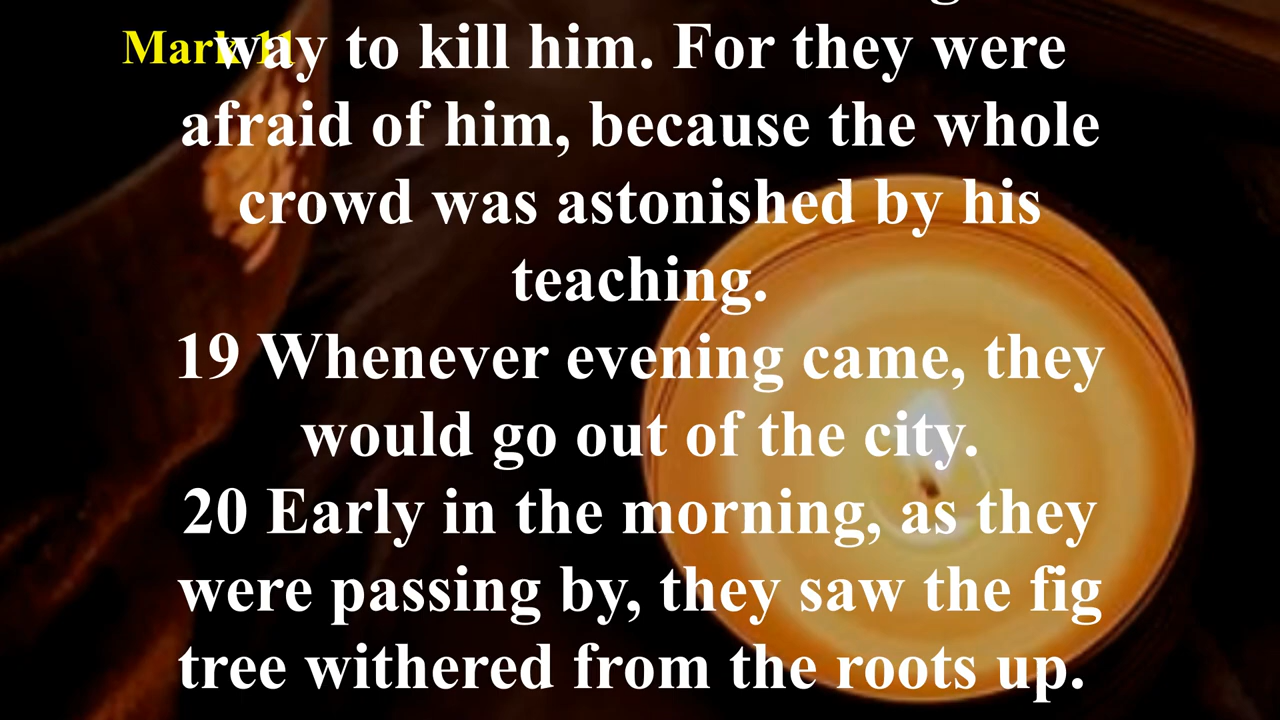 Mark 11
way to kill him. For they were
afraid of him, because the whole
crowd was astonished by his
teaching.
19 Whenever evening came, they
would go out of the city.
20 Early in the morning, as they
were passing by, they saw the fig
tree withered from the roots up.